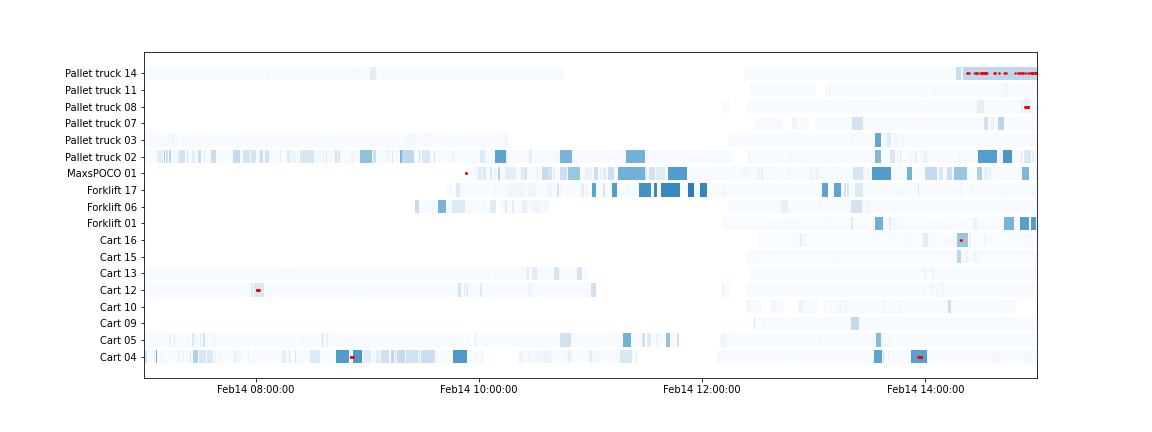 Pallet truck 14
Pallet truck 11
Pallet truck 08
Pallet truck 07
Pallet truck 03
Pallet truck 02
MaxsPOCO 01
Forklift 17
Forklift 06
Forklift 01
Cart 16
Cart 15
Cart 13
Cart 12
Cart 10
Cart 09
Cart 05
Cart 04
Feb14 08:00:00 Feb14 10:00:00 Feb14 12:00:00 Feb14 14:00:00